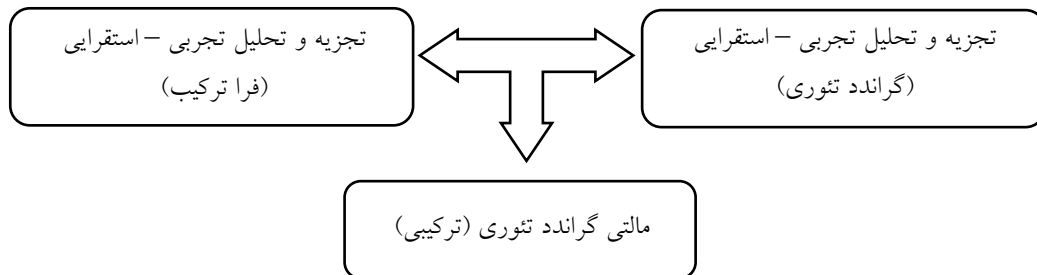 تجزیه و تحلیل تجربی – استقرایی
(گراندد تئوری)
تجزیه و تحلیل تجربی – استقرایی
(فرا ترکیب)
مالتی گراندد تئوری (ترکیبی)